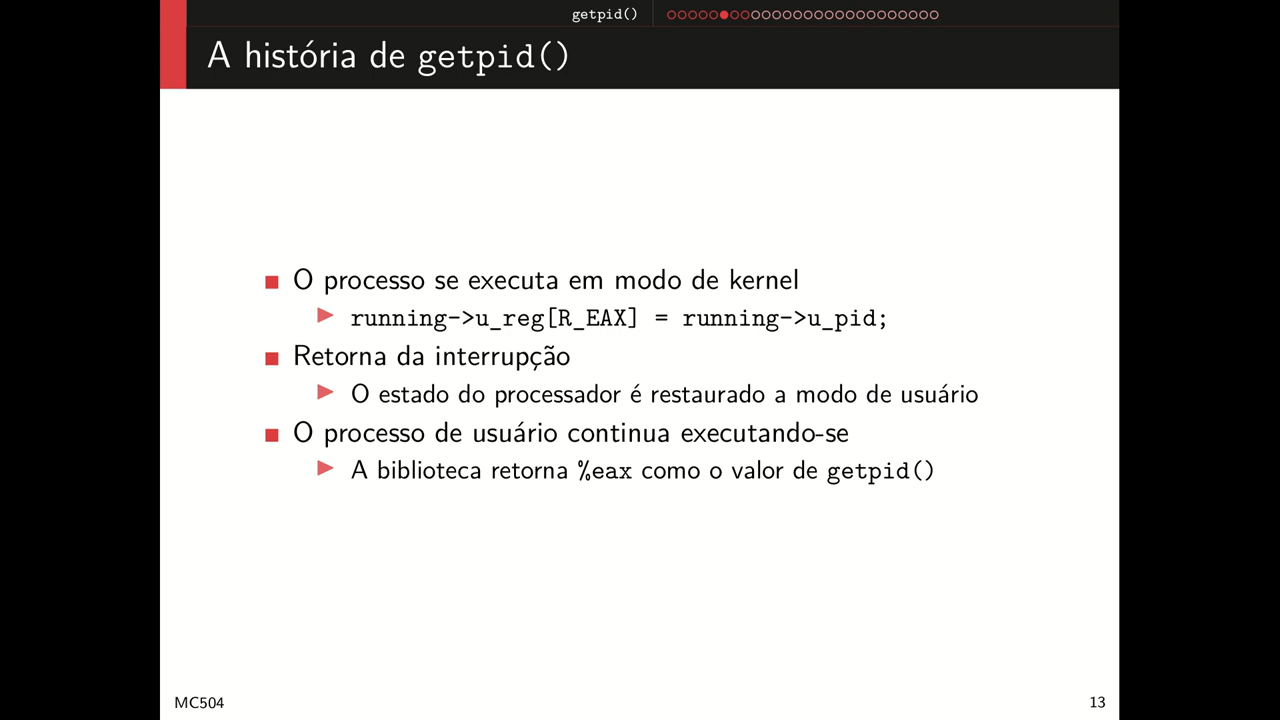 getpid()
A história de getpid()
O processo se executa em modo de kernel
running->u_reg[R_EAX] = running->u_pid;
Retorna da interrupção
O estado do processador é restaurado a modo de usuário
O processo de usuário continua executando-se
A biblioteca retorna %eax como o valor de getpid()
MC504
13